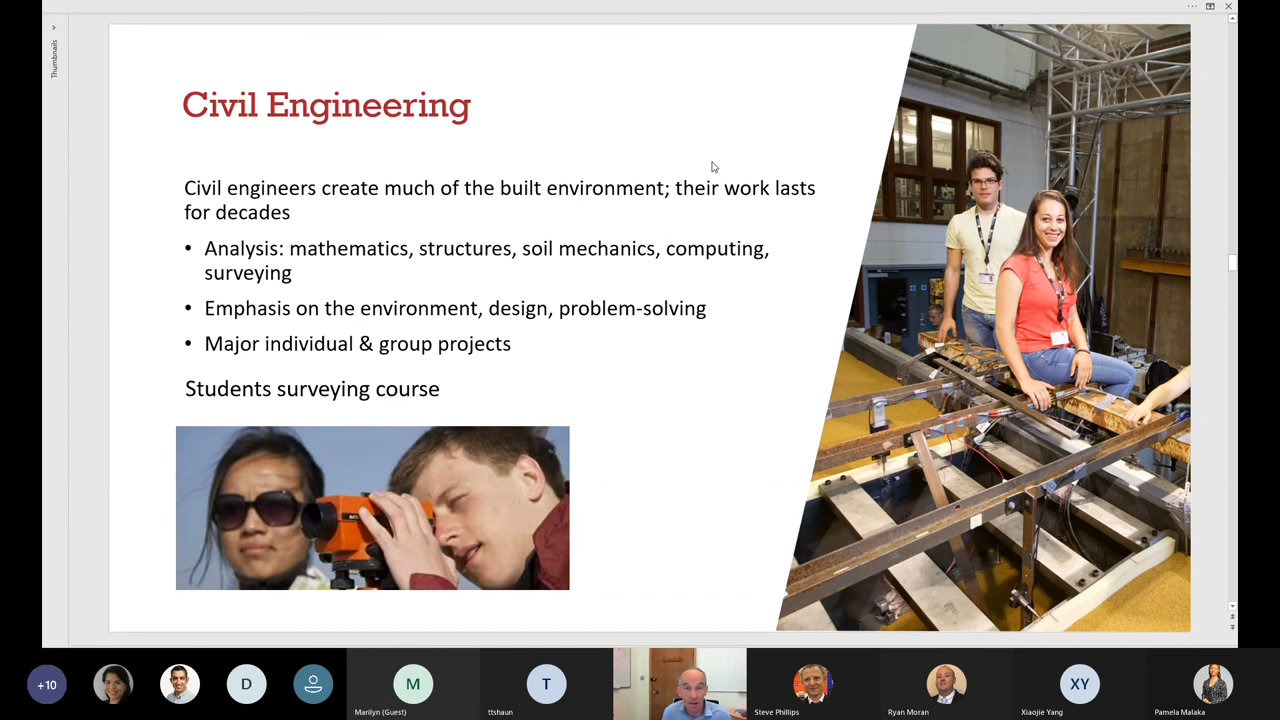 Thumbnails
Civil Engineering
Civil engineers create much of the built environment; their work lasts
for decades
• Analysis: mathematics, structures, soil mechanics, computing,
surveying
• Emphasis on the environment, design, problem-solving
• Major individual & group projects
Students surveying course
+10
D
M
T
XY
Marilyn (Guest)
ttshaun
Steve Phillips
Ryan Moran
Xiaojie Yang
Pamela Malaka